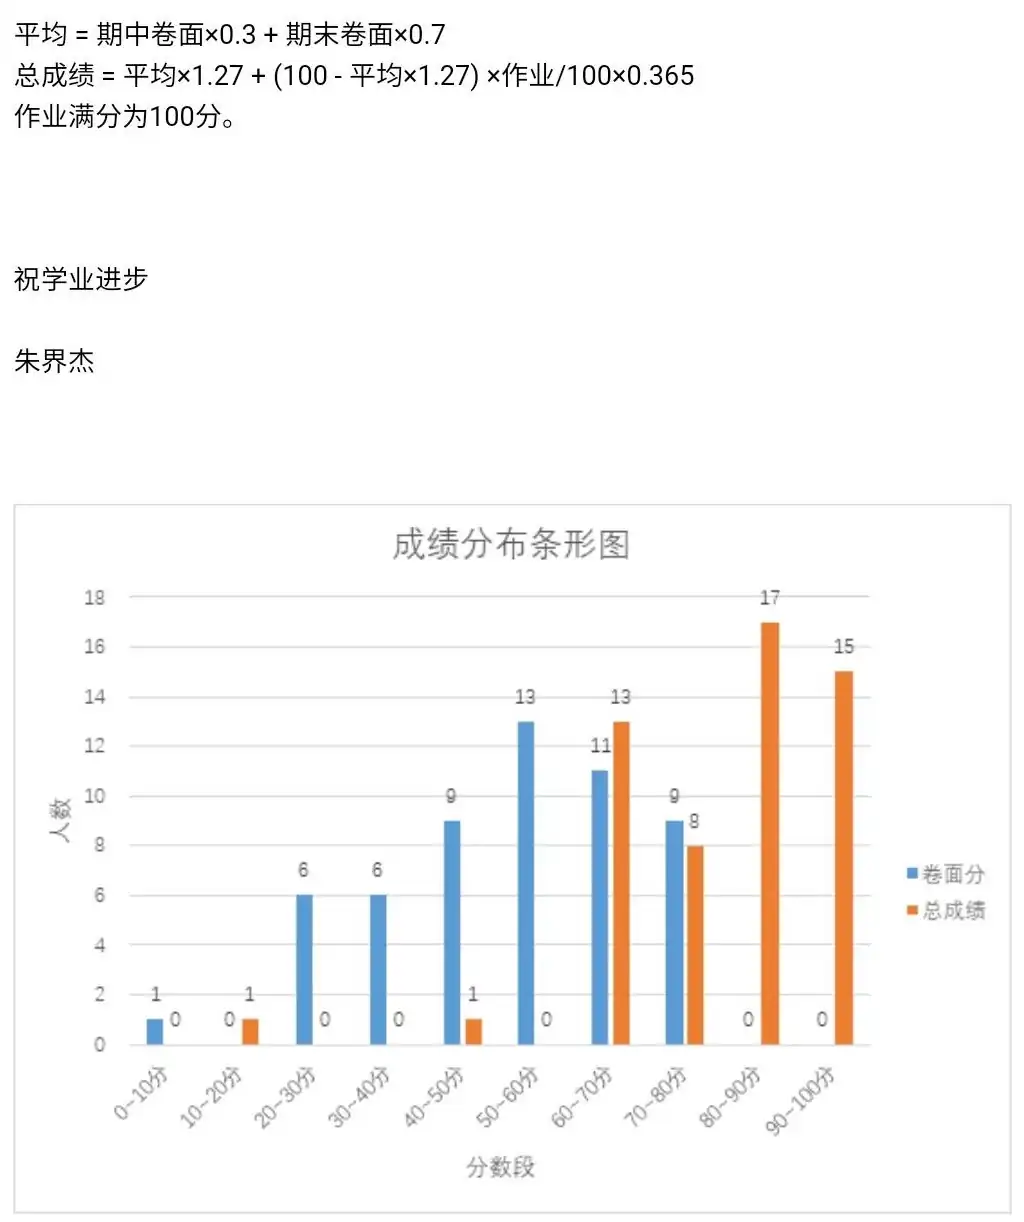 平均 = 期中卷面×0.3 + 期末卷面×0.7
总成绩 = 平均×1.27 + (100 - 平均×1.27) ×作业/100×0.365
作业满分为100分。
祝学业进步
朱界杰
成绩分布条形图
18
16
14
12
10
8
6
4
2
0
人数
1 0
0 1
6 0
6 0
9 1
13 0
11 13
9 8
0 17
0 15
0~10分
10~20分
20~30分
30~40分
40~50分
50~60分
60~70分
70~80分
80~90分
90~100分
分数段
卷面分
总成绩